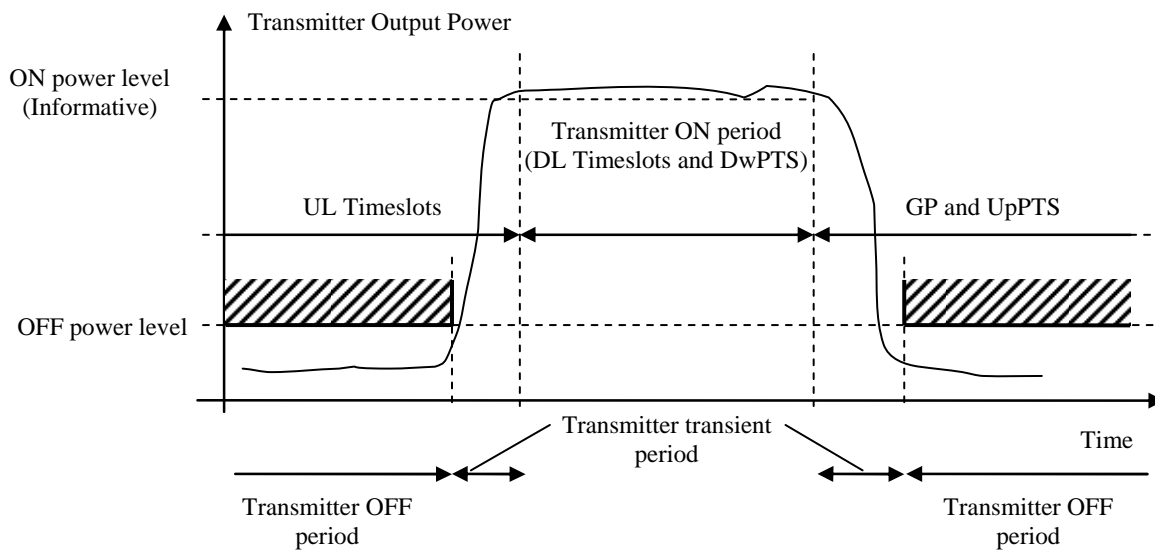 Transmitter Output Power
ON power level
(Informative)
Transmitter ON period
(DL Timeslots and DwPTS)
UL Timeslots
GP and UpPTS
OFF power level
Transmitter transient
period
Time
Transmitter OFF
period
Transmitter OFF
period